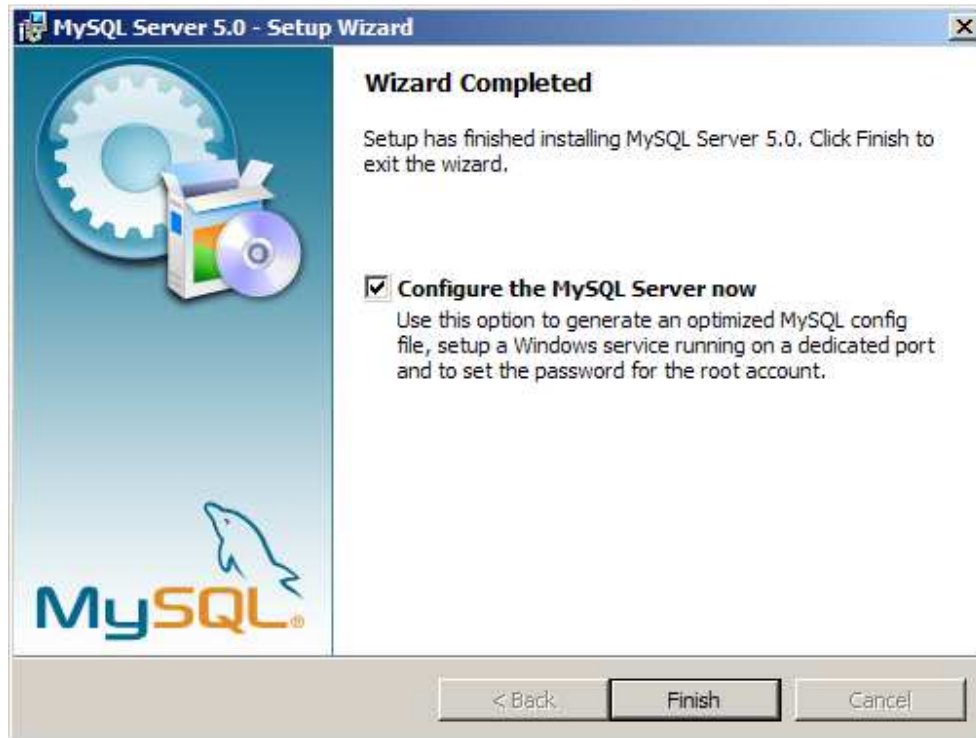 MySQL Server 5.0 - Setup Wizard
Wizard Completed
Setup has finished installing MySQL Server 5.0. Click Finish to
exit the wizard.
Configure the MySQL Server now
Use this option to generate an optimized MySQL config
file, setup a Windows service running on a dedicated port
and to set the password for the root account.
MySQL®
< Back
Finish
Cancel